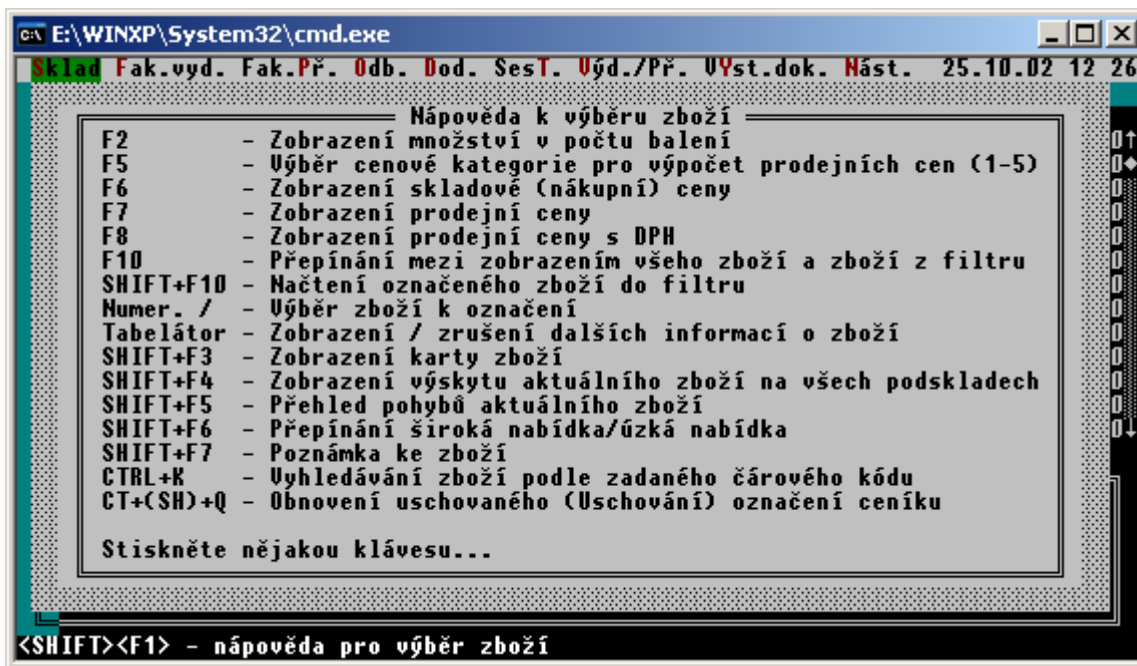 E:\WINXP\System32\cmd.exe
Sklad Fak.vyd. Fak.Př. Odb. Dod. SesT. Výd./Př. VYst.dok. Nást. 25.10.02 12 26
Nápověda k výběru zboží
F2 - Zobrazení množství v počtu balení
F5 - Výběr cenové kategorie pro výpočet prodejních cen (1-5)
F6 - Zobrazení skladové (nákupní) ceny
F7 - Zobrazení prodejní ceny
F8 - Zobrazení prodejní ceny s DPH
F10 - Přepínání mezi zobrazením všeho zboží a zboží z filtru
SHIFT+F10 - Načtení označeného zboží do filtru
Numer. / - Výběr zboží k označení
Tabelátor - Zobrazení / zrušení dalších informací o zboží
SHIFT+F3 - Zobrazení karty zboží
SHIFT+F4 - Zobrazení výskytu aktuálního zboží na všech podskladech
SHIFT+F5 - Přehled pohybů aktuálního zboží
SHIFT+F6 - Přepínání široká nabídka/úzká nabídka
SHIFT+F7 - Poznámka ke zboží
CTRL+K - Vyhledávání zboží podle zadaného čárového kódu
CT+(SH)+Q - Obnovení uschovaného (Uschování) označení ceníku
Stiskněte nějakou klávesu...
<SHIFT><F1> - nápověda pro výběr zboží